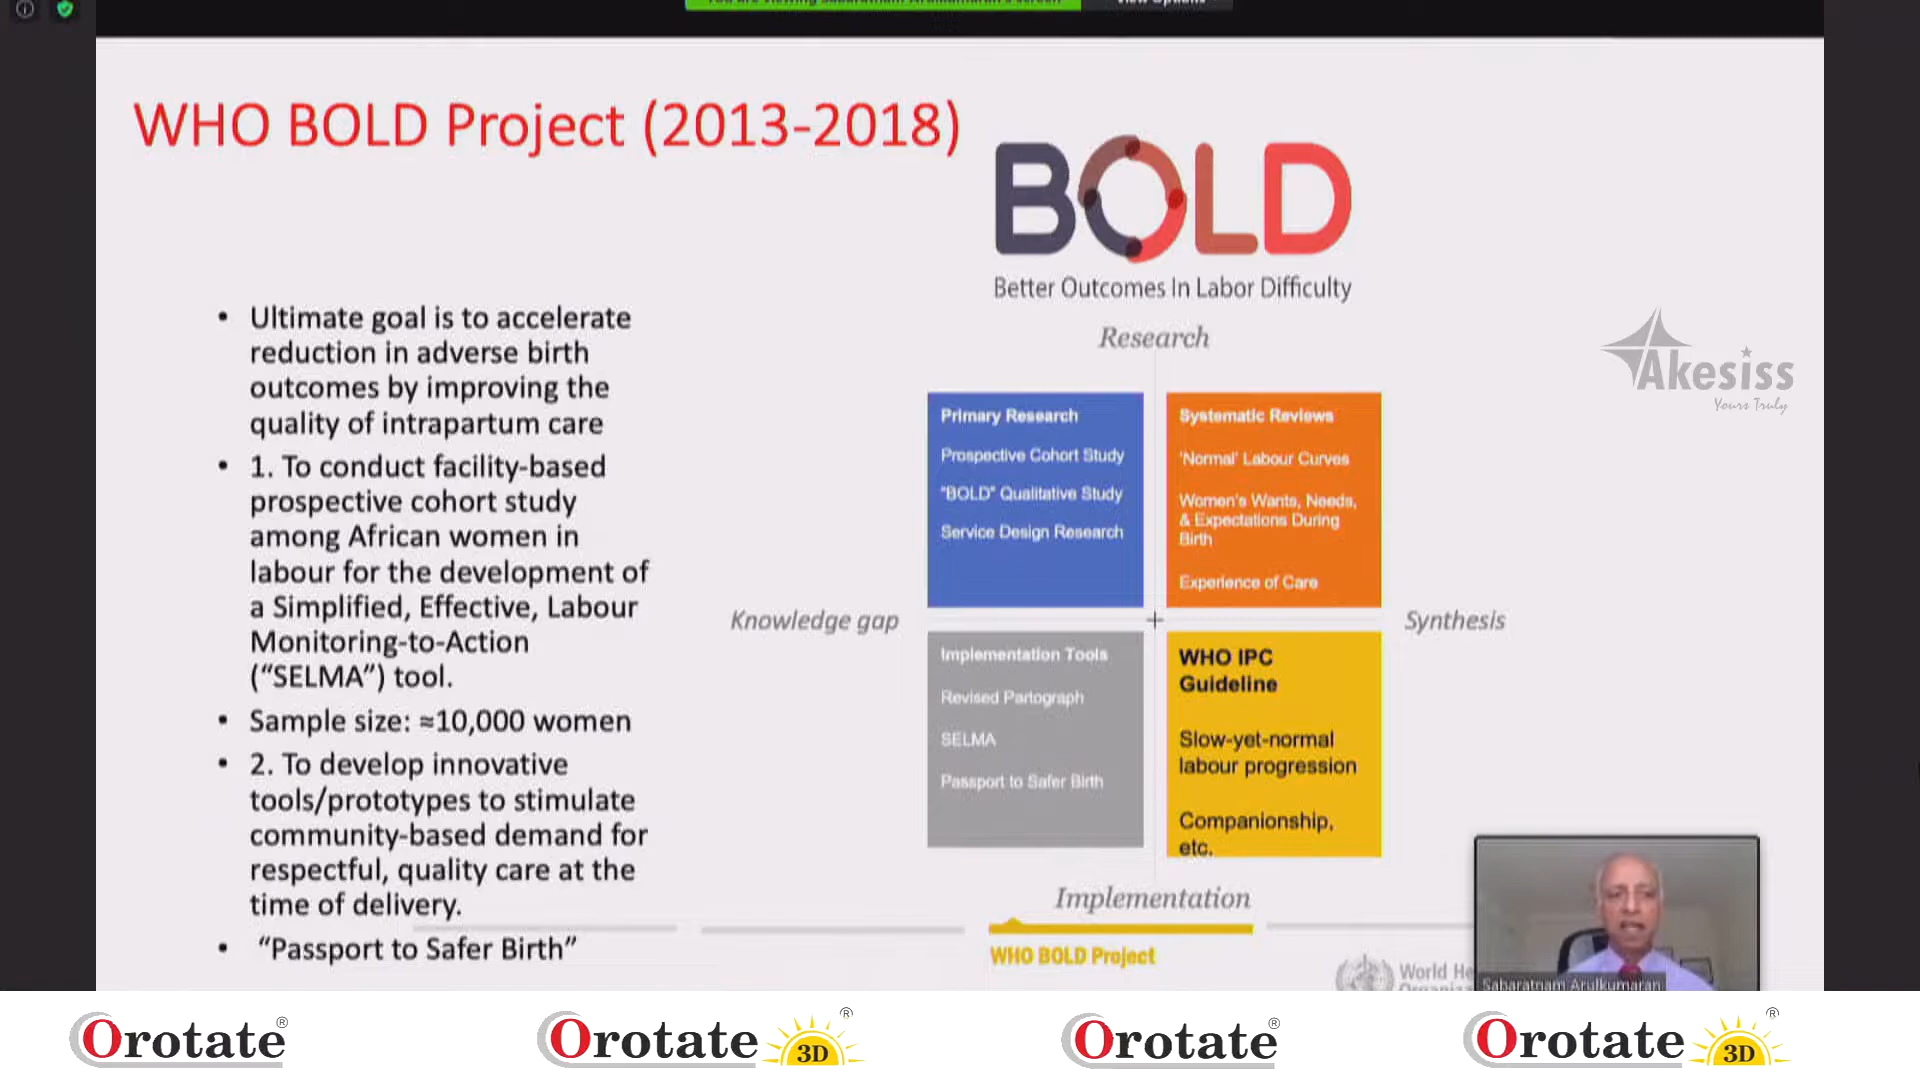 WHO BOLD Project (2013-2018)
BOLD
Better Outcomes In Labor Difficulty
• Ultimate goal is to accelerate
reduction in adverse birth
outcomes by improving the
quality of intrapartum care
• 1. To conduct facility-based
prospective cohort study
among African women in
labour for the development of
a Simplified, Effective, Labour
Monitoring-to-Action
(“SELMA”) tool.
• Sample size: ≈10,000 women
• 2. To develop innovative
tools/prototypes to stimulate
community-based demand for
respectful, quality care at the
time of delivery.
• “Passport to Safer Birth”
Research
Primary Research
Prospective Cohort Study
"BOLD" Qualitative Study
Service Design Research
Systematic Reviews
'Normal' Labour Curves
Women's Wants, Needs,
& Expectations During
Birth
Experience of Care
Knowledge gap
Synthesis
Implementation Tools
Revised Partograph
SELMA
Passport to Safer Birth
WHO IPC
Guideline
Slow-yet-normal
labour progression
Companionship,
etc.
Implementation
WHO BOLD Project
World He
Akesiss
Yours Truly
Sabaratnam Arulkumaran
Orotate®
Orotate 3D®
Orotate®
Orotate 3D®